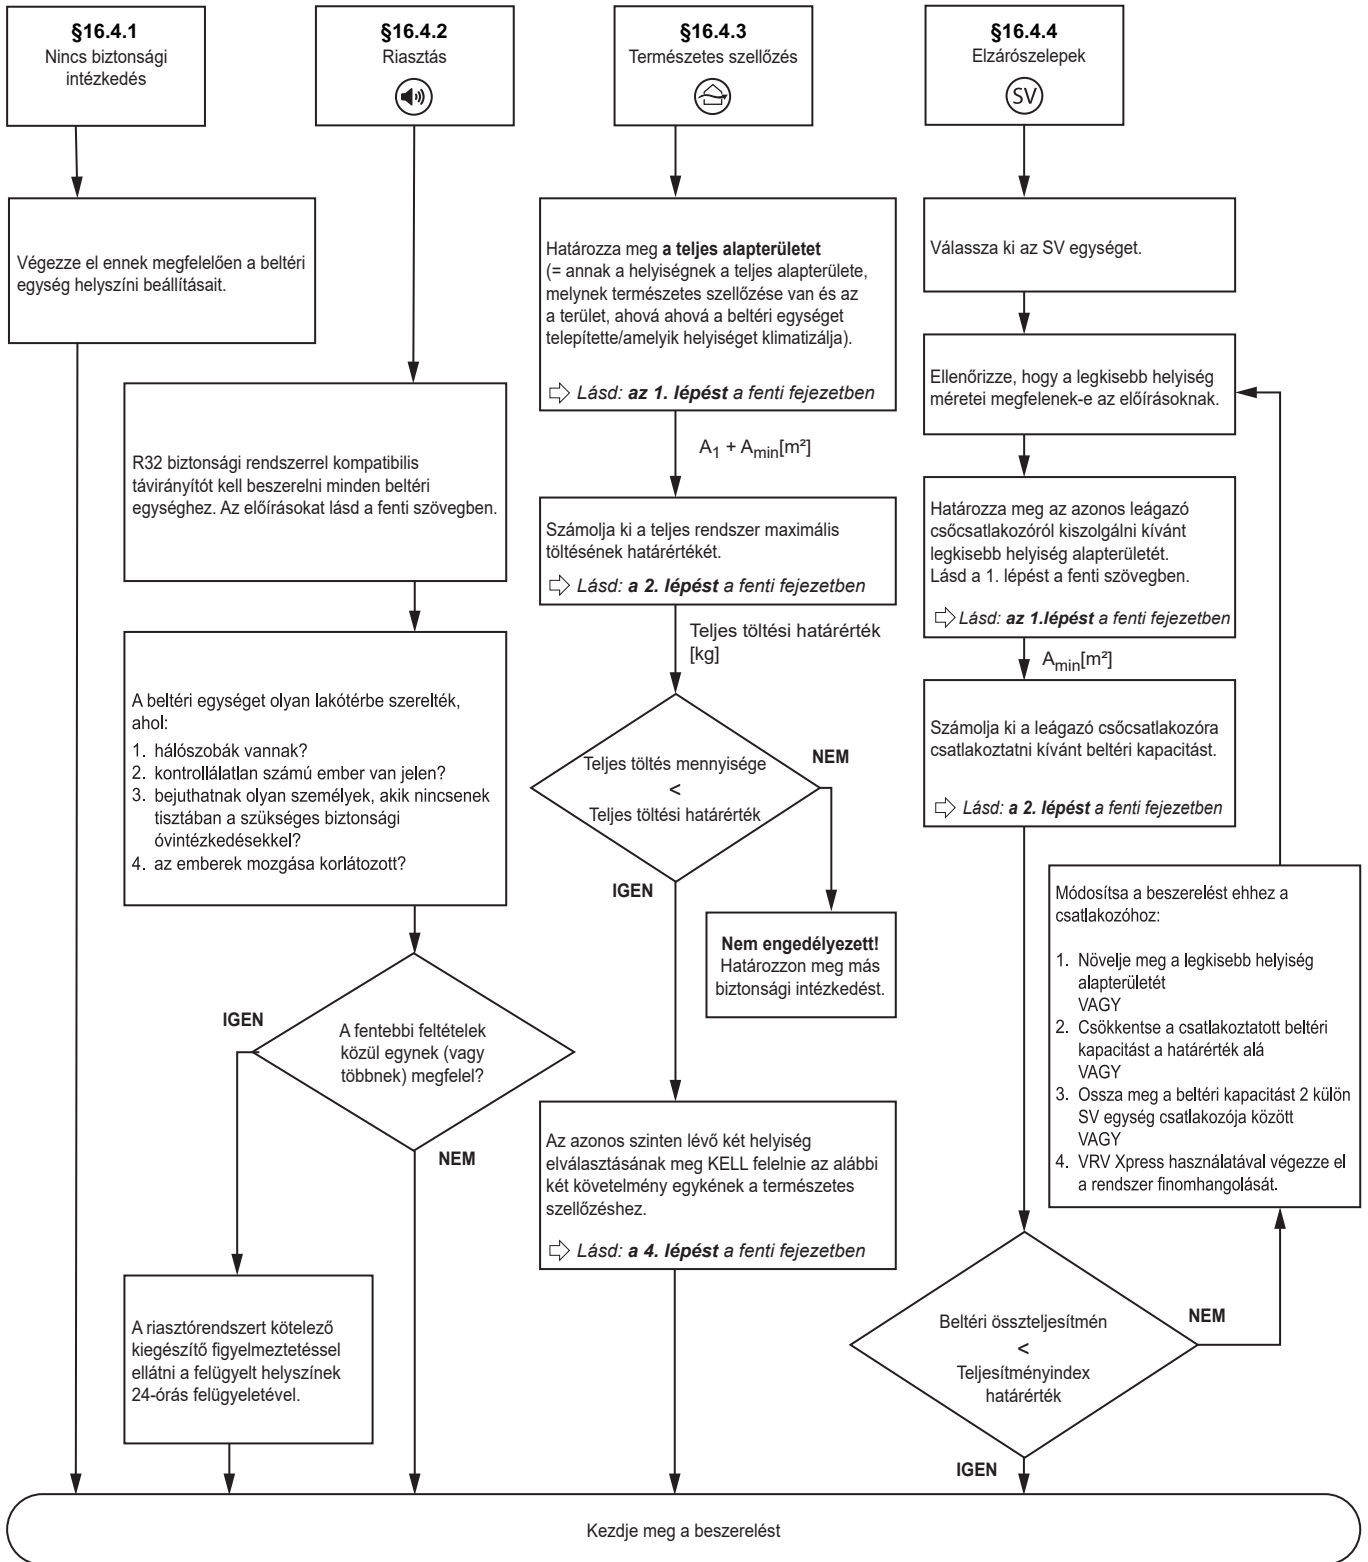 §16.4.1
Nincs biztonsági
intézkedés
§16.4.2
Riasztás
§16.4.3
Természetes szellőzés
§16.4.4
Elzárószelepek
SV
Végezze el ennek megfelelően a beltéri
egység helyszíni beállításait.
R32 biztonsági rendszerrel kompatibilis
távirányítót kell beszerelni minden beltéri
egységhez. Az előírásokat lásd a fenti szövegben.
A beltéri egységet olyan lakótérbe szerelték,
ahol:
1. hálószobák vannak?
2. kontrollálatlan számú ember van jelen?
3. bejuthatnak olyan személyek, akik nincsenek
tisztában a szükséges biztonsági
óvintézkedésekkel?
4. az emberek mozgása korlátozott?
IGEN
A fentebbi feltételek
közül egynek (vagy
többnek) megfelel?
NEM
A riasztórendszert kötelező
kiegészítő figyelmeztetéssel
ellátni a felügyelt helyszínek
24-órás felügyeletével.
Határozza meg a teljes alapterületet
(= annak a helyiségnek a teljes alapterülete,
melynek természetes szellőzése van és az
a terület, ahová ahová a beltéri egységet
telepítette/amelyik helyiséget klimatizálja).
Lásd: az 1. lépést a fenti fejezetben
A1 + Amin[m²]
Számolja ki a teljes rendszer maximális
töltésének határértékét.
Lásd: a 2. lépést a fenti fejezetben
Teljes töltési határérték
[kg]
Teljes töltés mennyisége
<
Teljes töltési határérték
NEM
IGEN
Nem engedélyezett!
Határozzon meg más
biztonsági intézkedést.
Az azonos szinten lévő két helyiség
elválasztásának meg KELL felelnie az alábbi
két követelmény egykének a természetes
szellőzéshez.
Lásd: a 4. lépést a fenti fejezetben
Válassza ki az SV egységet.
Ellenőrizze, hogy a legkisebb helyiség
méretei megfelenek-e az előírásoknak.
Határozza meg az azonos leágazó
csőcsatlakozóról kiszolgálni kívánt
legkisebb helyiség alapterületét.
Lásd a 1. lépést a fenti szövegben.
Lásd: az 1.lépést a fenti fejezetben
Amin[m²]
Számolja ki a leágazó csőcsatlakozóra
csatlakoztatni kívánt beltéri kapacitást.
Lásd: a 2. lépést a fenti fejezetben
Módosítsa a beszerelést ehhez a
csatlakozóhoz:
1. Növelje meg a legkisebb helyiség
alapterületét
VAGY
2. Csökkentse a csatlakoztatott beltéri
kapacitást a határérték alá
VAGY
3. Ossza meg a beltéri kapacitást 2 külön
SV egység csatlakozója között
VAGY
4. VRV Xpress használatával végezze el
a rendszer finomhangolását.
Beltéri összteljesítmén
<
Teljesítményindex
határérték
NEM
IGEN
Kezdje meg a beszerelést